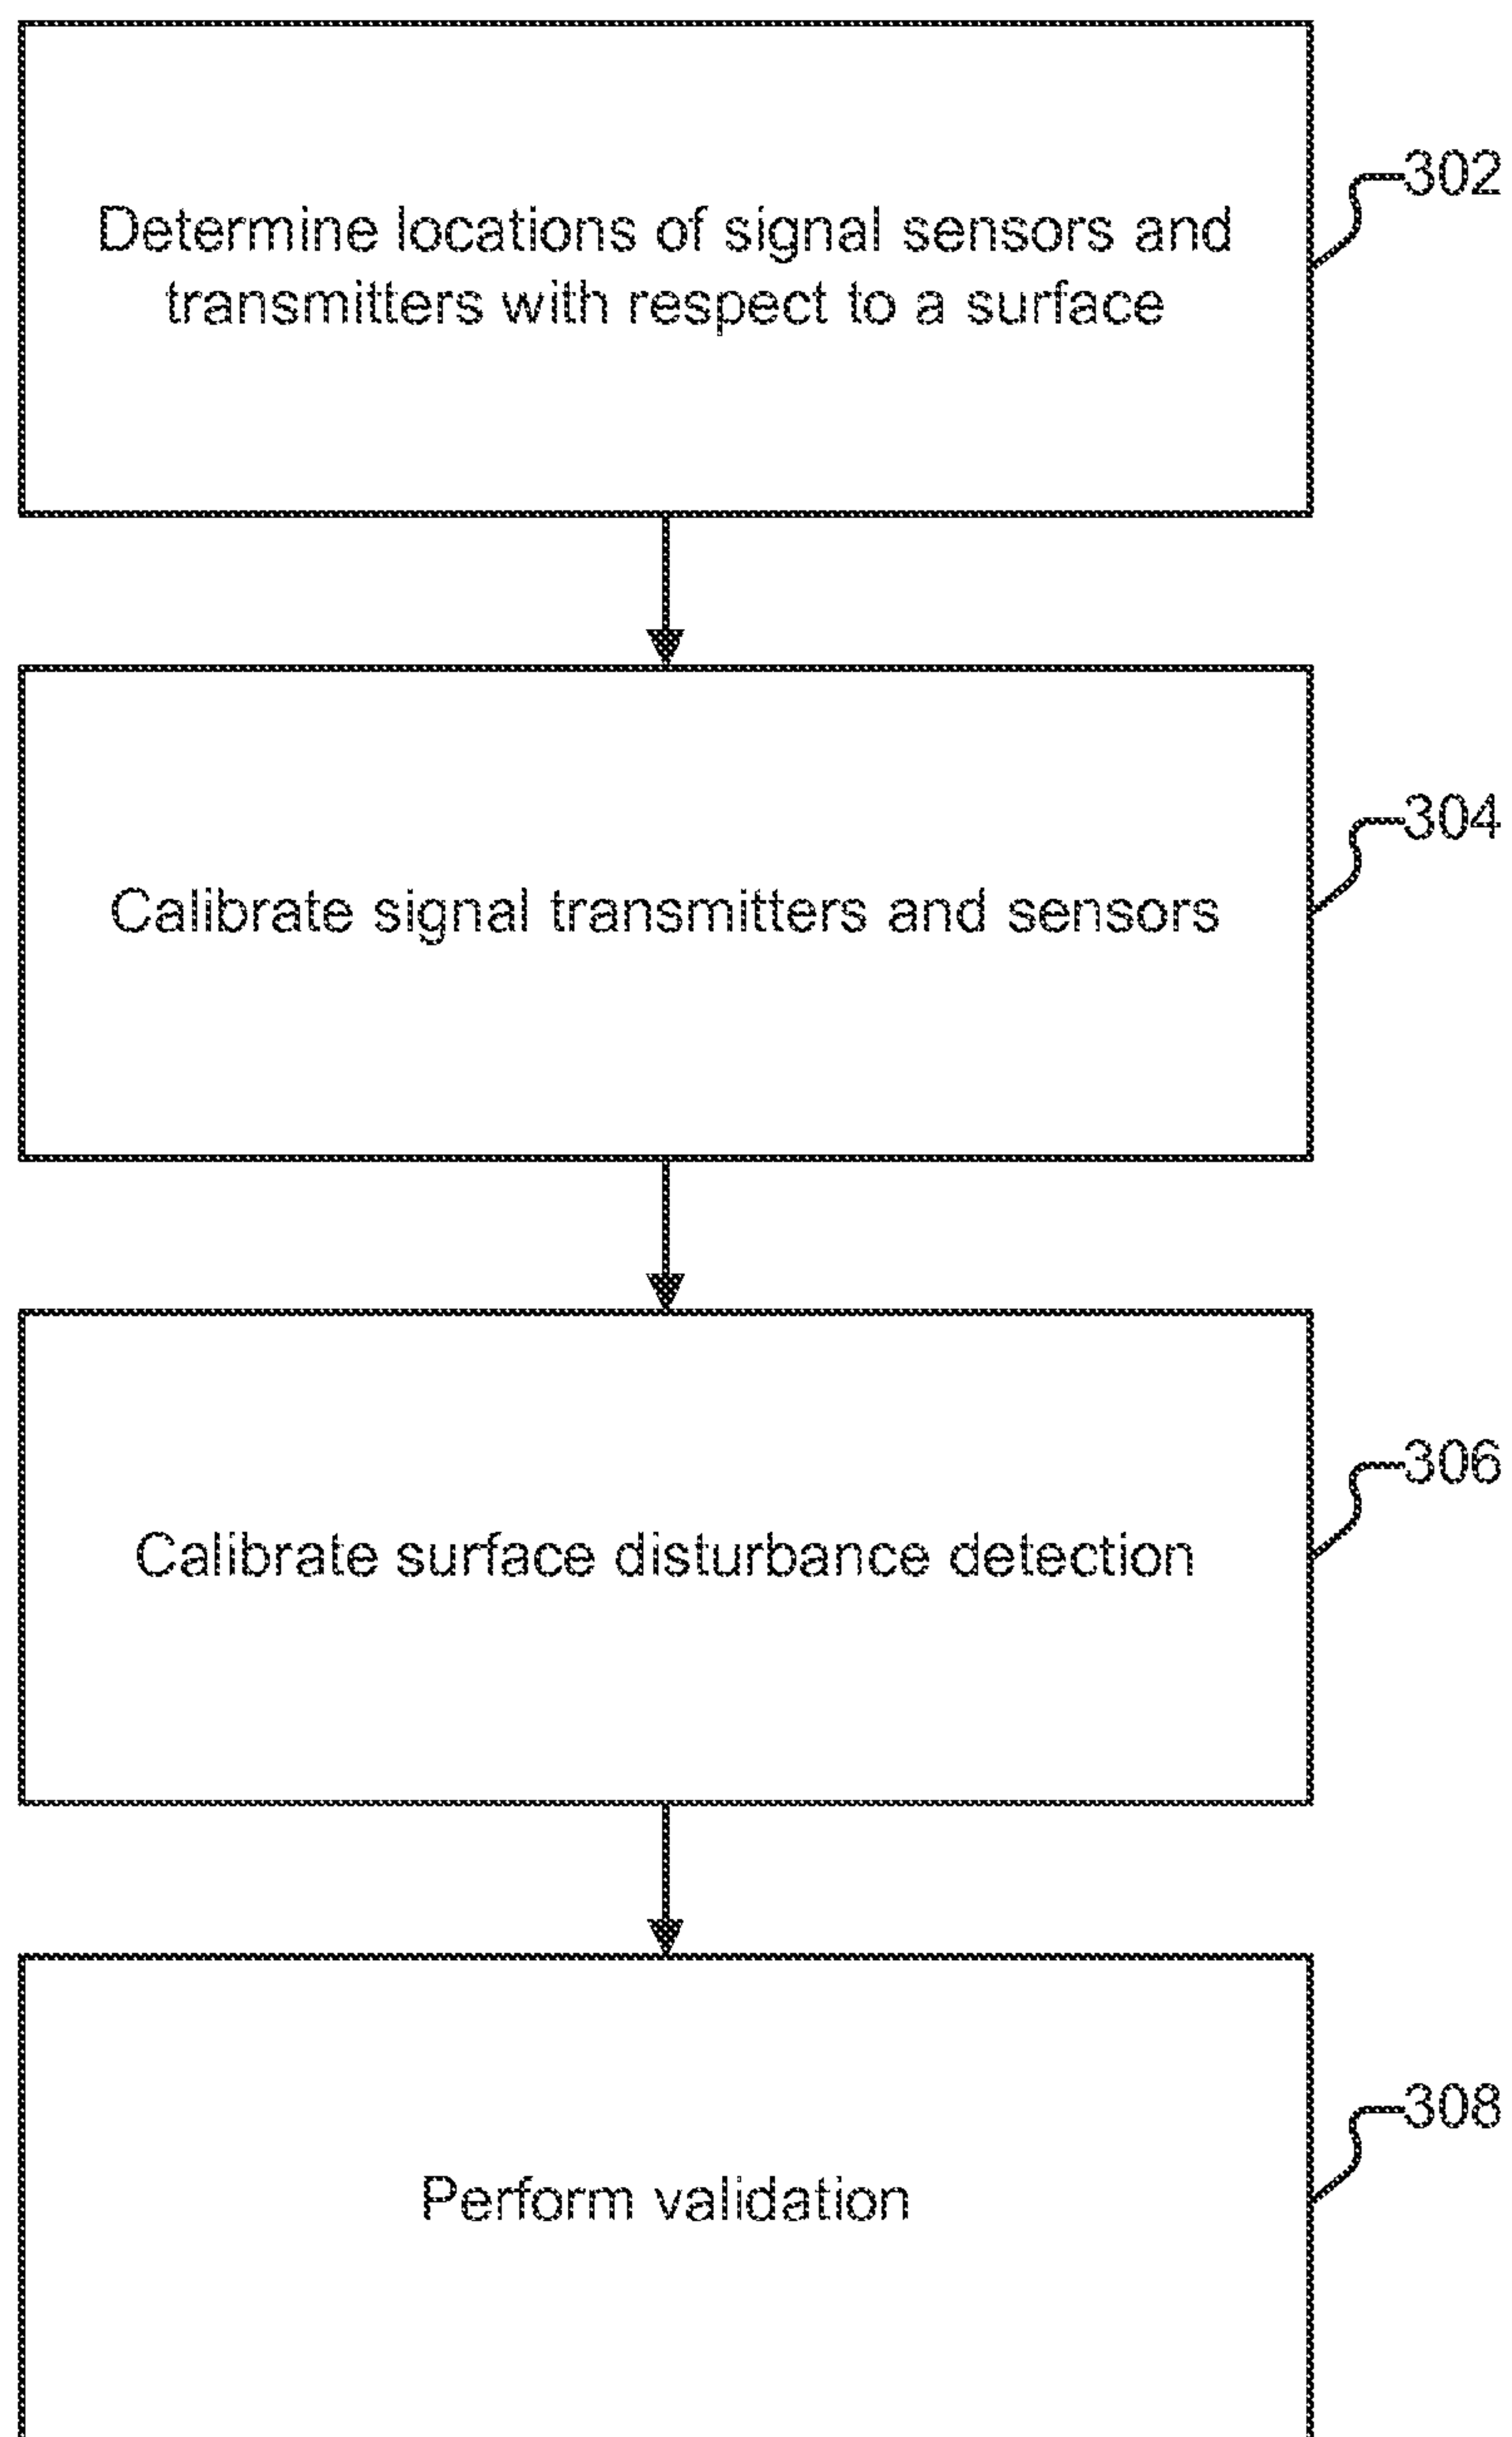 Determine locations of signal sensors and
transmitters with respect to a surface
302
Calibrate signal transmitters and sensors
304
Calibrate surface disturbance detection
306
Perform validation
308